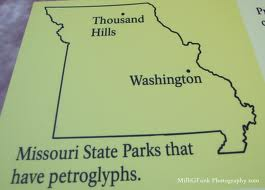 Thousand
Hills
Washington
Missouri State Parks that
have petroglyphs.